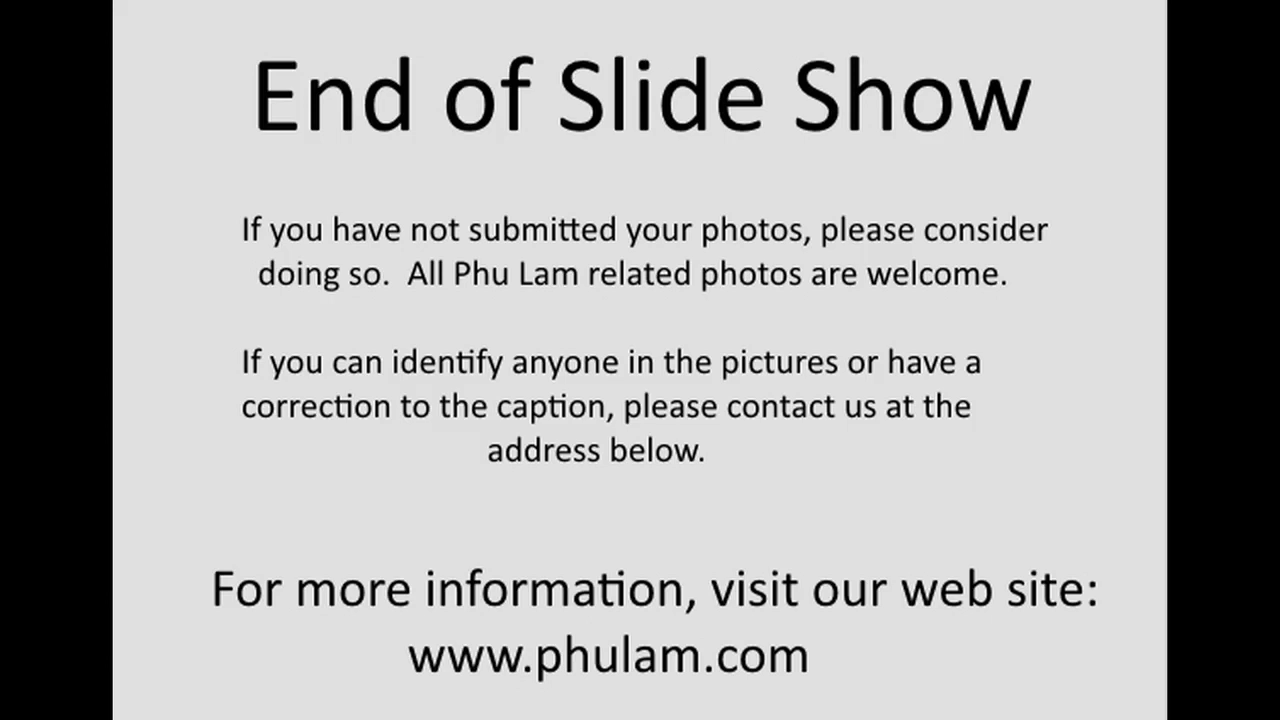 End of Slide Show
If you have not submitted your photos, please consider
doing so.  All Phu Lam related photos are welcome.
If you can identify anyone in the pictures or have a
correction to the caption, please contact us at the
address below.
For more information, visit our web site:
www.phulam.com